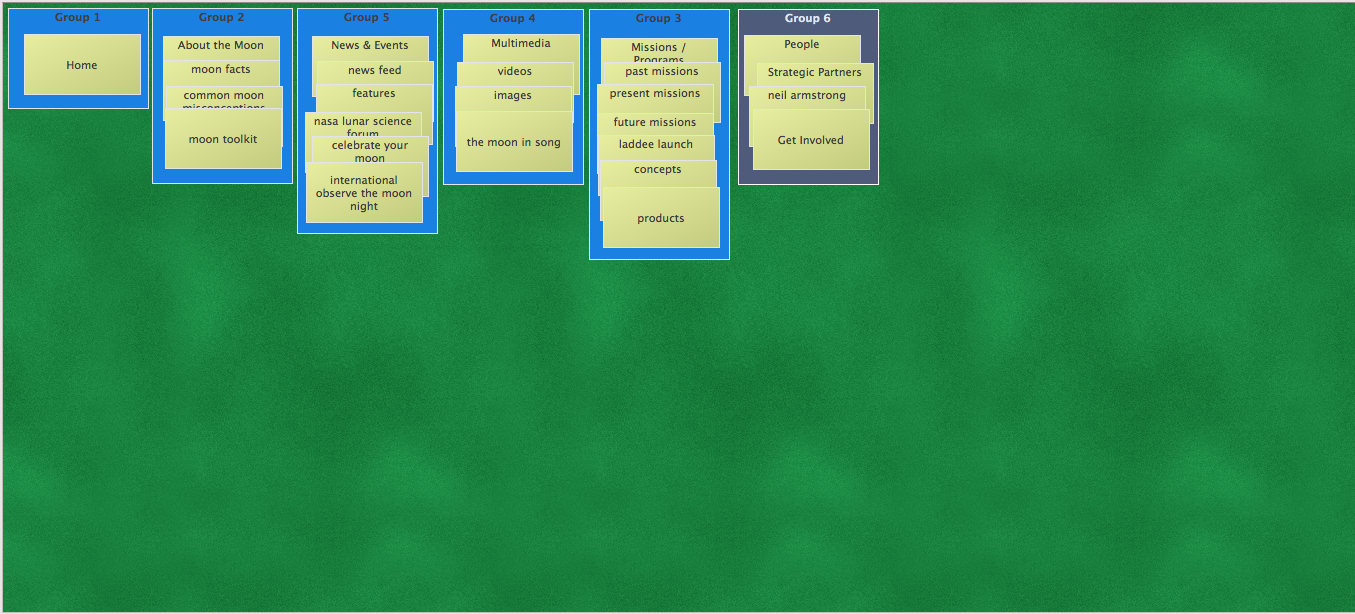 Group 1
Home
Group 2
About the Moon
moon facts
common moon
misconceptions
moon toolkit
Group 5
News & Events
news feed
features
nasa lunar science
forum
celebrate your
moon
international
observe the moon
night
Group 4
Multimedia
videos
images
the moon in song
Group 3
Missions /
Programs
past missions
present missions
future missions
laddee launch
concepts
products
Group 6
People
Strategic Partners
neil armstrong
Get Involved